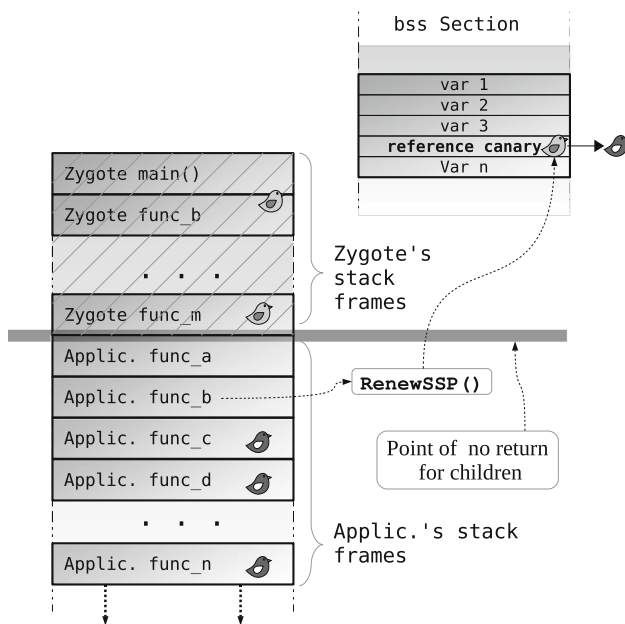 bss Section
var 1
var 2
var 3
reference canary
Var n
Zygote main()
Zygote func_b
. . .
Zygote func_m
Zygote's
stack
frames
Applic. func_a
Applic. func_b
Applic. func_c
Applic. func_d
. . .
Applic. func_n
RenewSSP()
Point of no return
for children
Applic.'s stack
frames